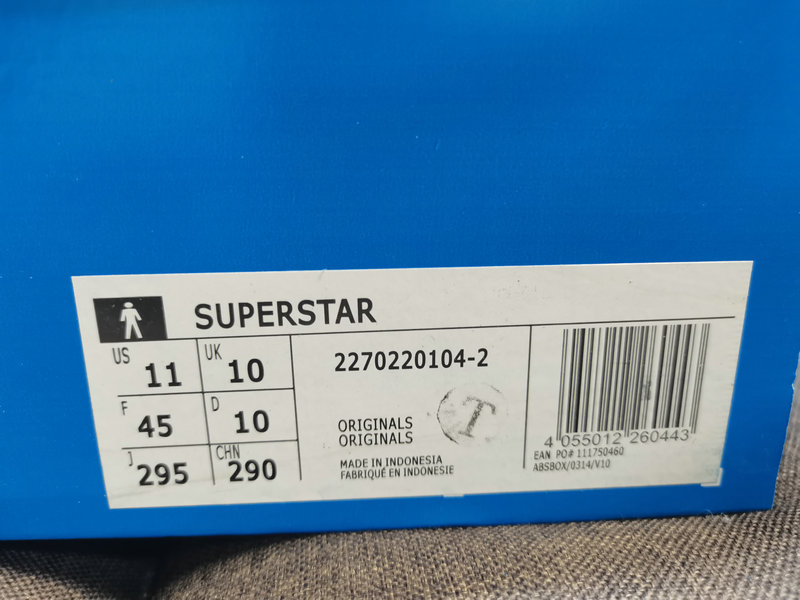 SUPERSTAR
US 11 UK 10
F 45 D 10
J 295 CHN 290
2270220104-2
ORIGINALS
ORIGINALS
MADE IN INDONESIA
FABRIQUÉ EN INDONESIE
T
4 055012 260443
EAN PO# 111750460
ABSBOX/0314/V10